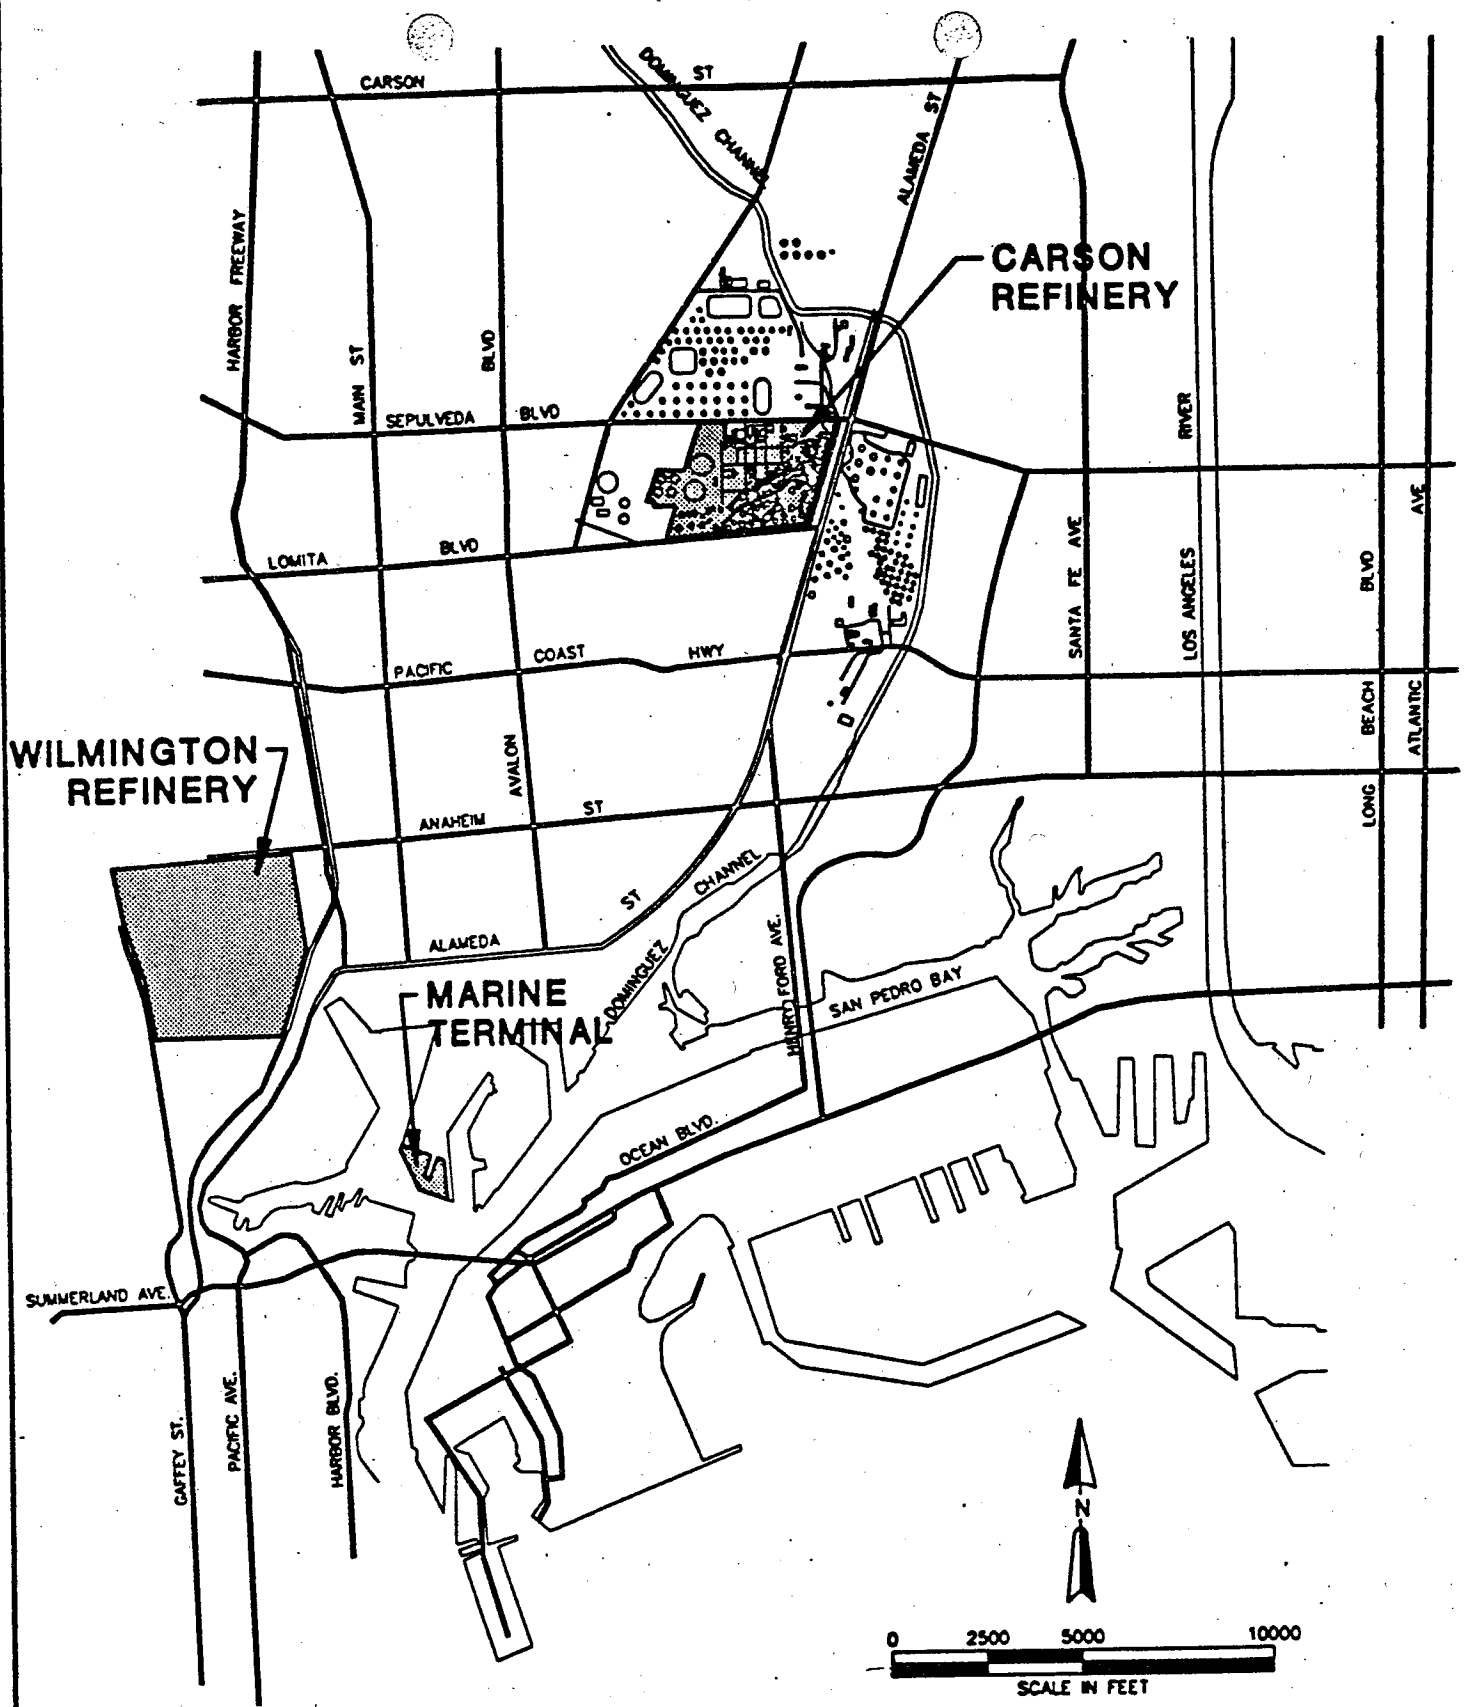 CARSON ST
DOMINGUEZ CHANNEL
ALAMEDA ST
HARBOR FREEWAY
MAIN ST
BLVD
CARSON
REFINERY
SEPULVEDA BLVD
RIVER
LOS ANGELES
SANTA FE AVE
BLVD
AVE
LOMITA BLVD
PACIFIC COAST HWY
BEACH
ATLANTIC
LONG
WILMINGTON
REFINERY
AVALON
ANAHEIM ST
CHANNEL
ST
ALAMEDA
DOMINGUEZ
HENRY FORD AVE.
SAN PEDRO BAY
MARINE
TERMINAL
OCEAN BLVD.
SUMMERLAND AVE.
GAFFEY ST.
PACIFIC AVE.
HARBOR BLVD.
N
0 2500 5000 10000
SCALE IN FEET